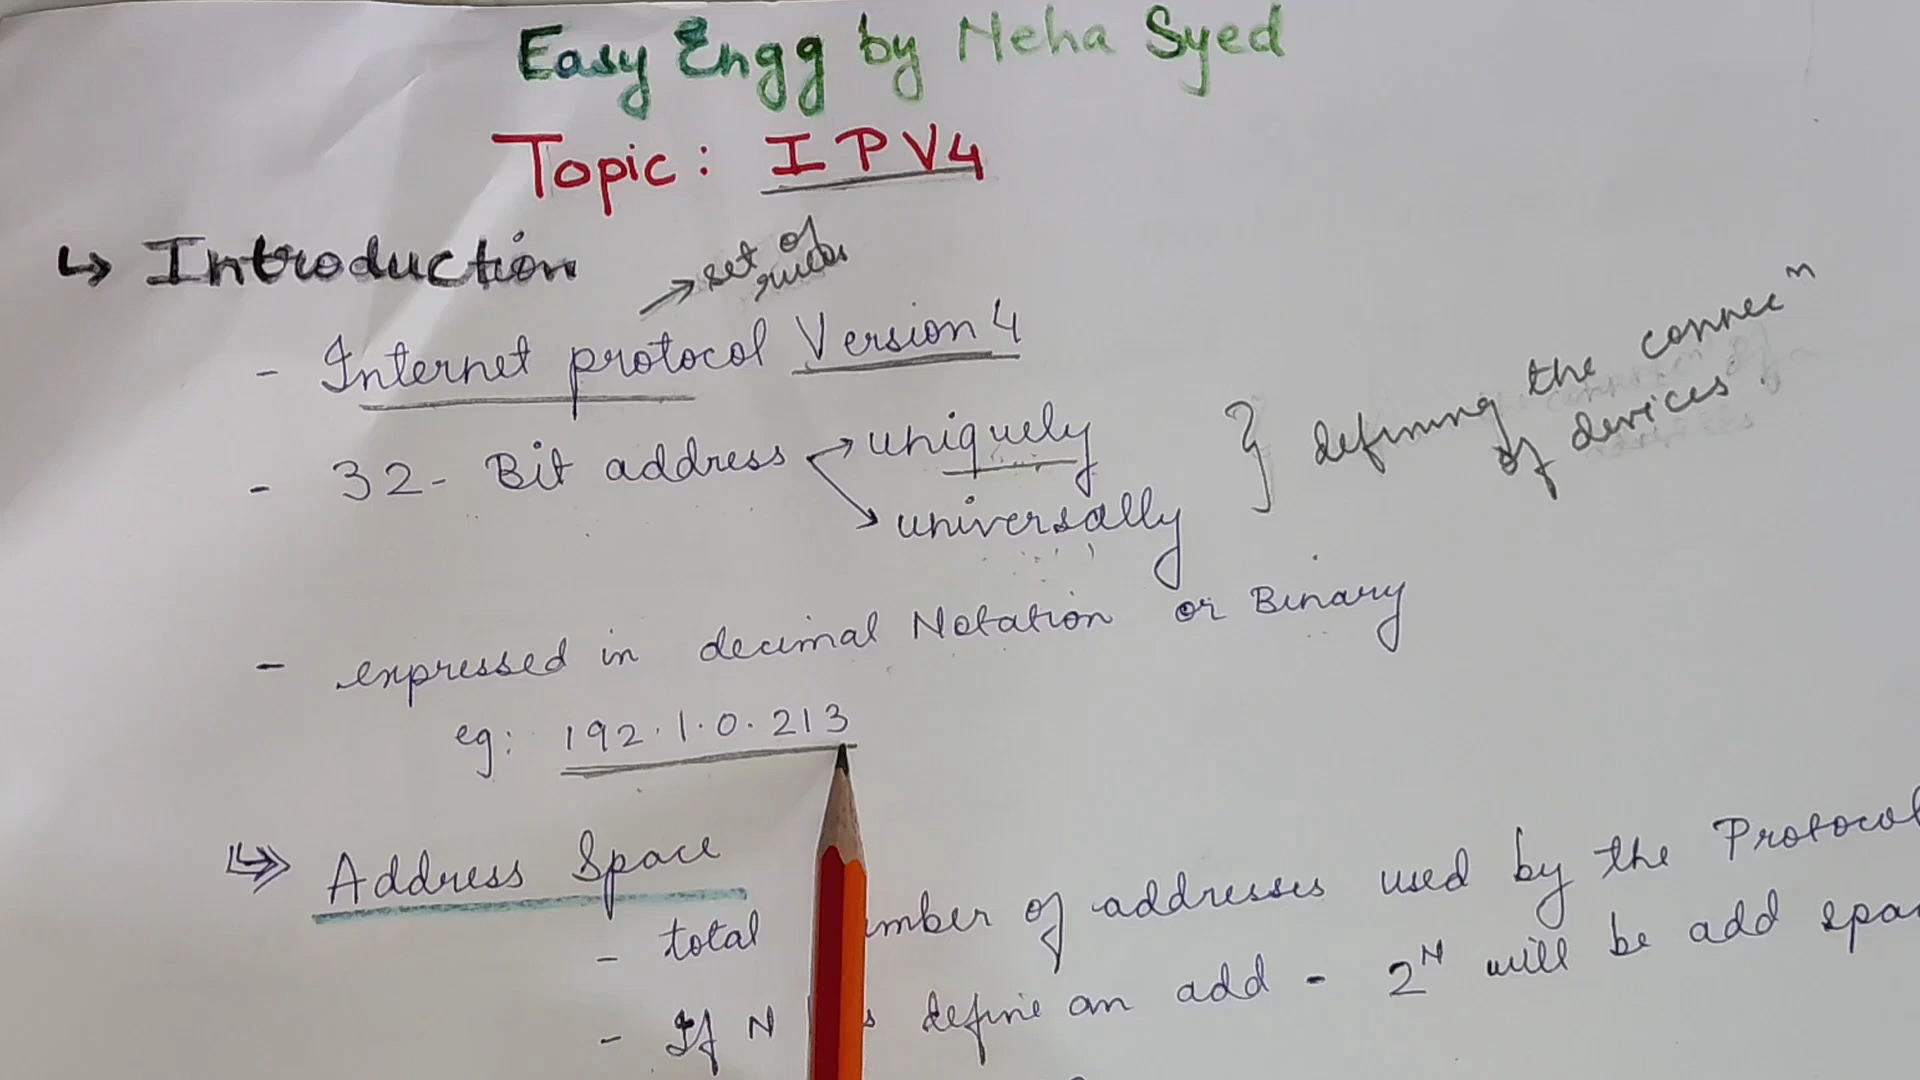 Easy Engg by Neha Syed
Topic: IPV4
↳ Introduction
→ set of rules
- Internet protocol Version 4
- 32-Bit address → uniquely
→ universally
} defining the connecⁿ
of devices.
- expressed in decimal Notation or Binary
eg: 192.1.0.213
↳ Address Space
- total number of addresses used by the Protocol
- If N define an add - 2ᴺ will be add